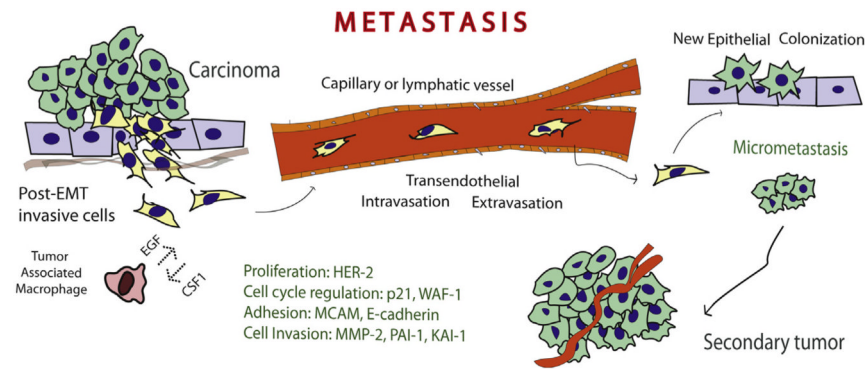 METASTASIS
Carcinoma
Capillary or lymphatic vessel
New Epithelial Colonization
Micrometastasis
Post-EMT
invasive cells
Transendothelial
Intravasation Extravasation
Tumor
Associated
Macrophage
EGF
CSF1
Proliferation: HER-2
Cell cycle regulation: p21, WAF-1
Adhesion: MCAM, E-cadherin
Cell Invasion: MMP-2, PAI-1, KAI-1
Secondary tumor